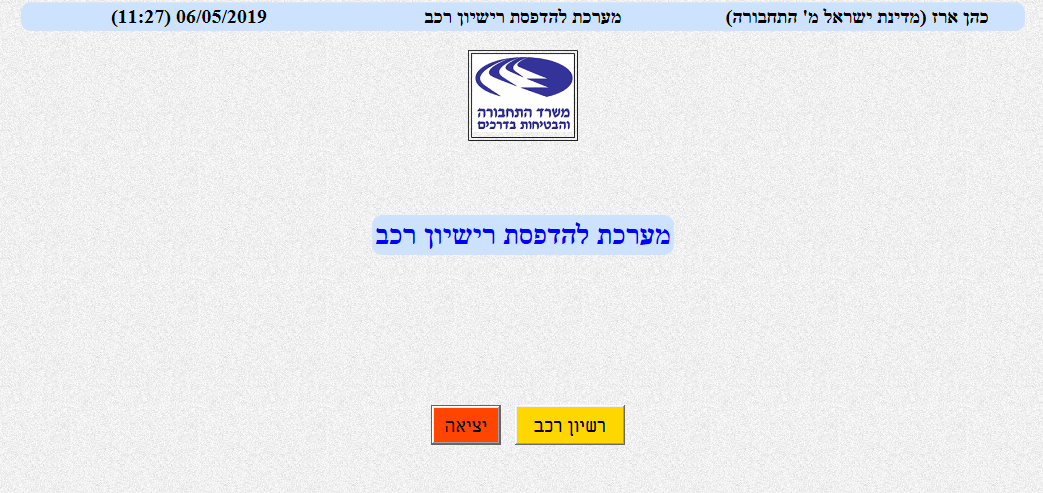 כהן ארז (מדינת ישראל מ' התחבורה) מערכת להדפסת רישיון רכב 06/05/2019 (11:27)
משרד התחבורה
והבטיחות בדרכים
מערכת להדפסת רישיון רכב
רשיון רכב יציאה